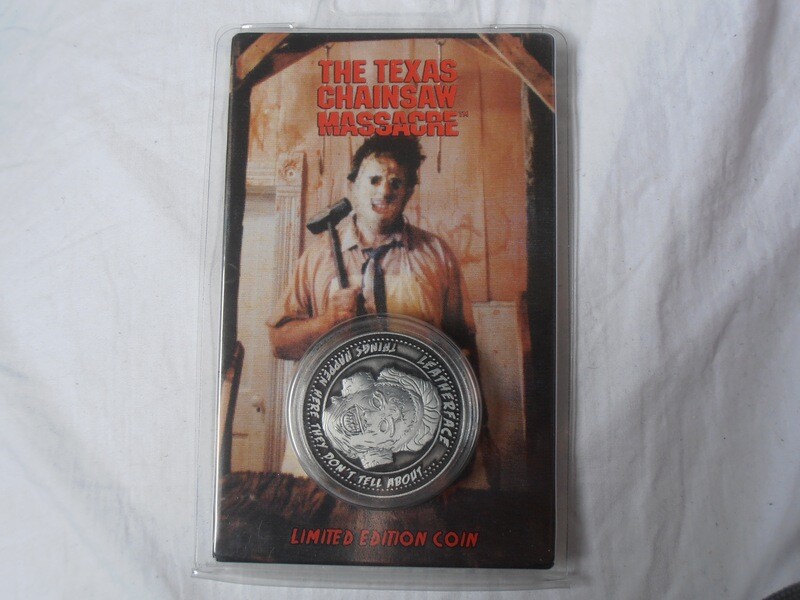 THE TEXAS
CHAINSAW
MASSACRE™
LEATHERFACE
THINGS HAPPEN HERE THEY DON'T TELL ABOUT
LIMITED EDITION COIN